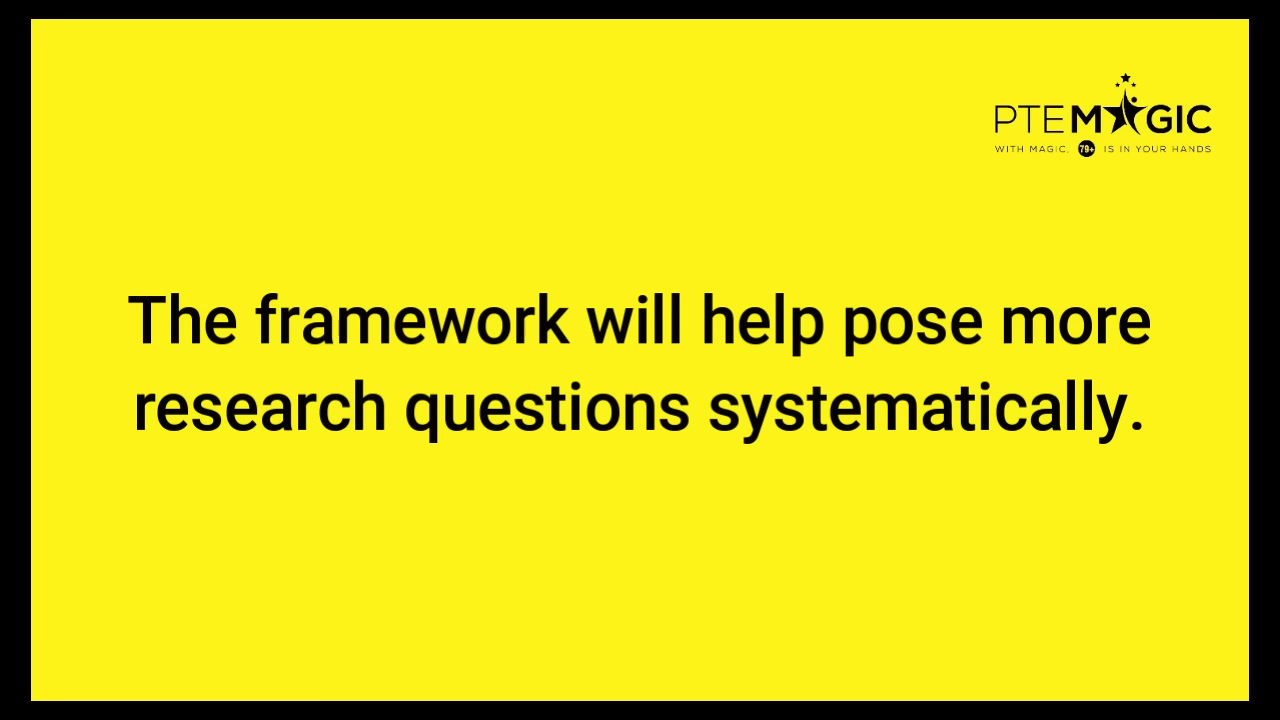 PTEMAGIC
WITH MAGIC, 79+ IS IN YOUR HANDS
The framework will help pose more
research questions systematically.